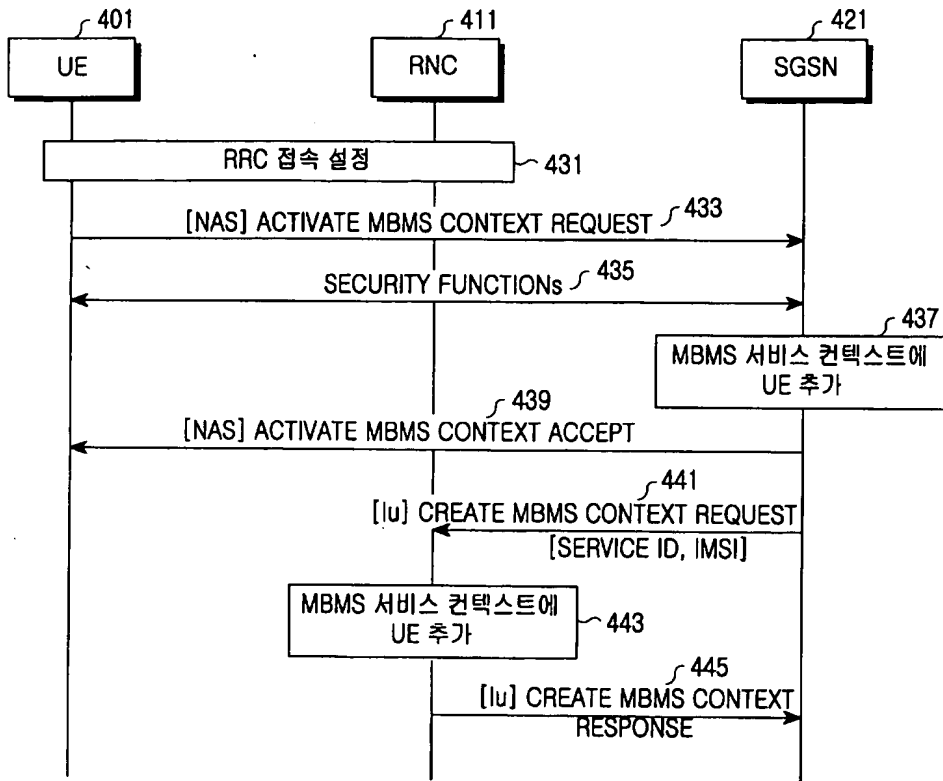 401
411
421
UE
RNC
SGSN
RRC 접속 설정
431
[NAS] ACTIVATE MBMS CONTEXT REQUEST
433
SECURITY FUNCTIONs
435
437
MBMS 서비스 컨텍스트에
UE 추가
439
[NAS] ACTIVATE MBMS CONTEXT ACCEPT
441
[Iu] CREATE MBMS CONTEXT REQUEST
[SERVICE ID, IMSI]
MBMS 서비스 컨텍스트에
UE 추가
443
445
[Iu] CREATE MBMS CONTEXT
RESPONSE